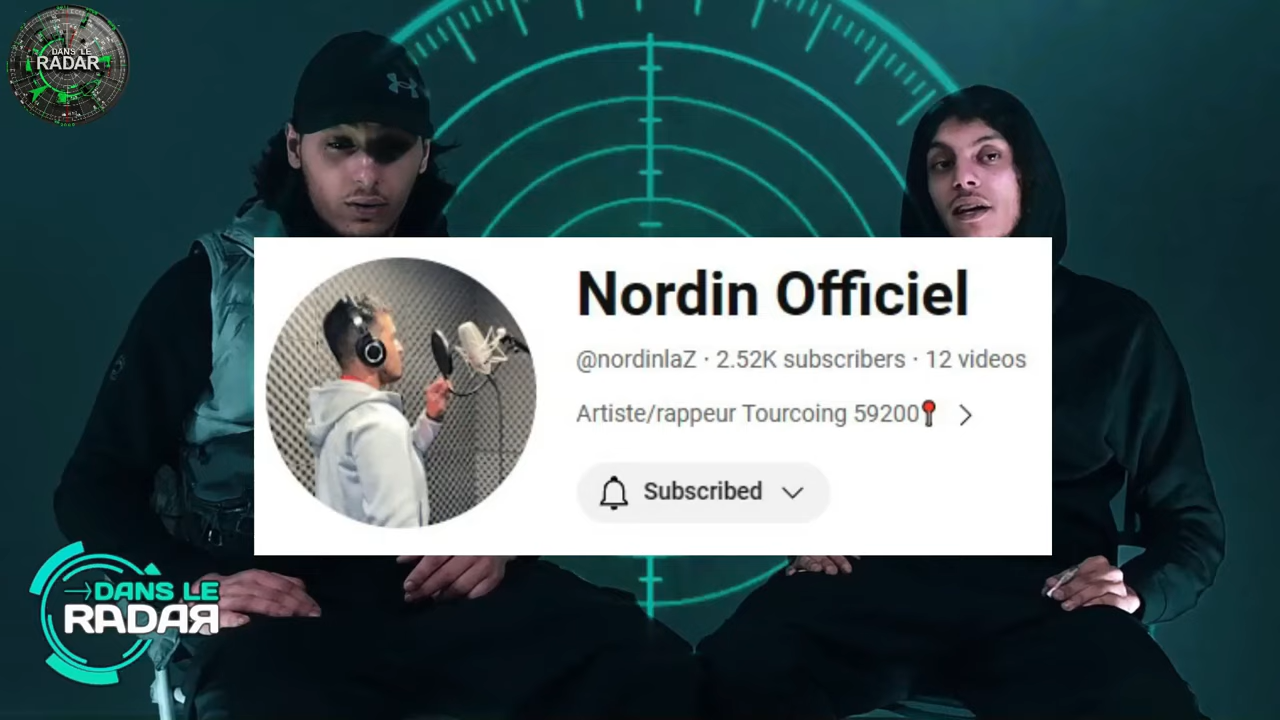 DANS LE
RADAR
Nordin Officiel
@nordinlaZ · 2.52K subscribers · 12 videos
Artiste/rappeur Tourcoing 59200📍
Subscribed
DANS LE
RADAR